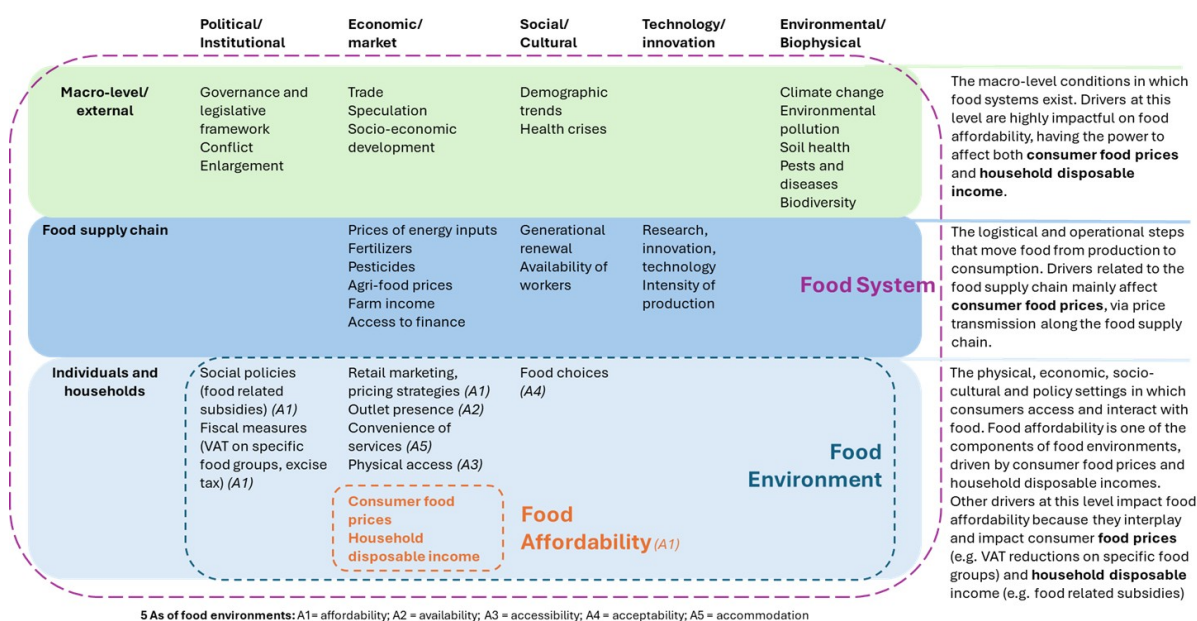 Political/
Institutional
Economic/
market
Social/
Cultural
Technology/
innovation
Environmental/
Biophysical
Macro-level/
external
Governance and
legislative
framework
Conflict
Enlargement
Trade
Speculation
Socio-economic
development
Demographic
trends
Health crises
Climate change
Environmental
pollution
Soil health
Pests and
diseases
Biodiversity
The macro-level conditions in which
food systems exist. Drivers at this
level are highly impactful on food
affordability, having the power to
affect both consumer food prices
and household disposable
income.
Food supply chain
Prices of energy inputs
Fertilizers
Pesticides
Agri-food prices
Farm income
Access to finance
Generational
renewal
Availability of
workers
Research,
innovation,
technology
Intensity of
production
Food System
The logistical and operational steps
that move food from production to
consumption. Drivers related to the
food supply chain mainly affect
consumer food prices, via price
transmission along the food supply
chain.
Individuals and
households
Social policies
(food related
subsidies) (A1)
Fiscal measures
(VAT on specific
food groups, excise
tax) (A1)
Retail marketing,
pricing strategies (A1)
Outlet presence (A2)
Convenience of
services (A5)
Physical access (A3)
Consumer food
prices
Household
disposable income
Food choices
(A4)
Food
Affordability (A1)
Food
Environment
The physical, economic, socio-
cultural and policy settings in which
consumers access and interact with
food. Food affordability is one of the
components of food environments,
driven by consumer food prices and
household disposable incomes.
Other drivers at this level impact food
affordability because they interplay
and impact consumer food prices
(e.g. VAT reductions on specific food
groups) and household disposable
income (e.g. food related subsidies)
5 As of food environments: A1= affordability; A2 = availability; A3 = accessibility; A4 = acceptability; A5 = accommodation